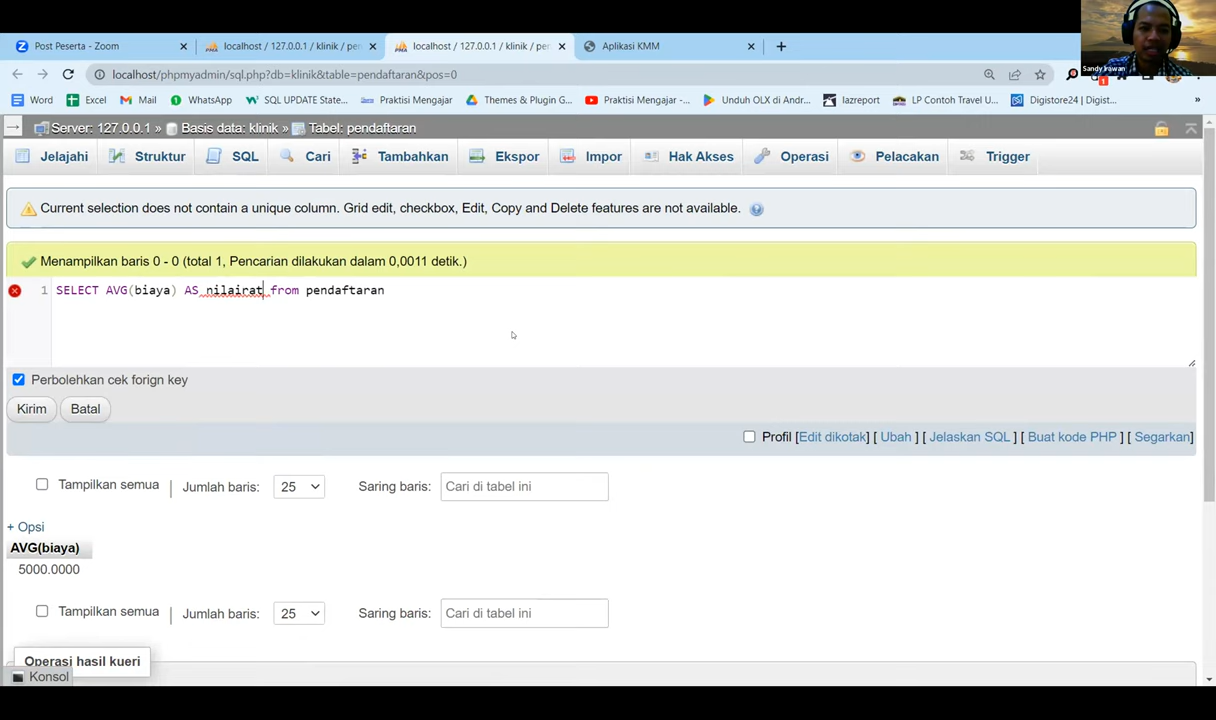 Post Peserta - Zoom
localhost / 127.0.0.1 / klinik / pe
localhost / 127.0.0.1 / klinik / per
Aplikasi KMM
localhost/phpmyadmin/sql.php?db=klinik&table=pendaftaran&pos=0
Sandy Irawan
Word
Excel
Mail
WhatsApp
SQL UPDATE State...
Praktisi Mengajar
Themes & Plugin G...
Praktisi Mengajar -...
Unduh OLX di Andr...
lazreport
LP Contoh Travel U...
Digistore24 | Digist...
Server: 127.0.0.1 » Basis data: klinik » Tabel: pendaftaran
Jelajahi
Struktur
SQL
Cari
Tambahkan
Ekspor
Impor
Hak Akses
Operasi
Pelacakan
Trigger
Current selection does not contain a unique column. Grid edit, checkbox, Edit, Copy and Delete features are not available.
Menampilkan baris 0 - 0 (total 1, Pencarian dilakukan dalam 0,0011 detik.)
1 SELECT AVG(biaya) AS nilairat from pendaftaran
Perbolehkan cek forign key
Kirim
Batal
Profil [Edit dikotak] [ Ubah ] [ Jelaskan SQL ] [ Buat kode PHP ] [ Segarkan]
Tampilkan semua | Jumlah baris: 25 Saring baris: Cari di tabel ini
+ Opsi
AVG(biaya)
5000.0000
Tampilkan semua | Jumlah baris: 25 Saring baris: Cari di tabel ini
Operasi hasil kueri
Konsol